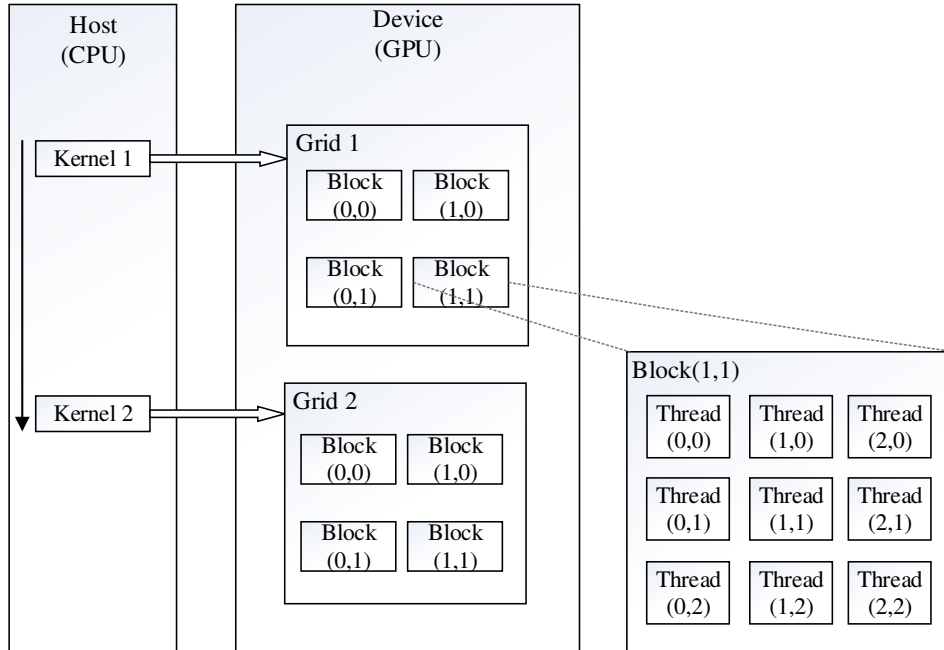 Host
(CPU)
Device
(GPU)
Kernel 1
Grid 1
Block
(0,0)
Block
(1,0)
Block
(0,1)
Block
(1,1)
Kernel 2
Grid 2
Block
(0,0)
Block
(1,0)
Block
(0,1)
Block
(1,1)
Block(1,1)
Thread
(0,0)
Thread
(1,0)
Thread
(2,0)
Thread
(0,1)
Thread
(1,1)
Thread
(2,1)
Thread
(0,2)
Thread
(1,2)
Thread
(2,2)